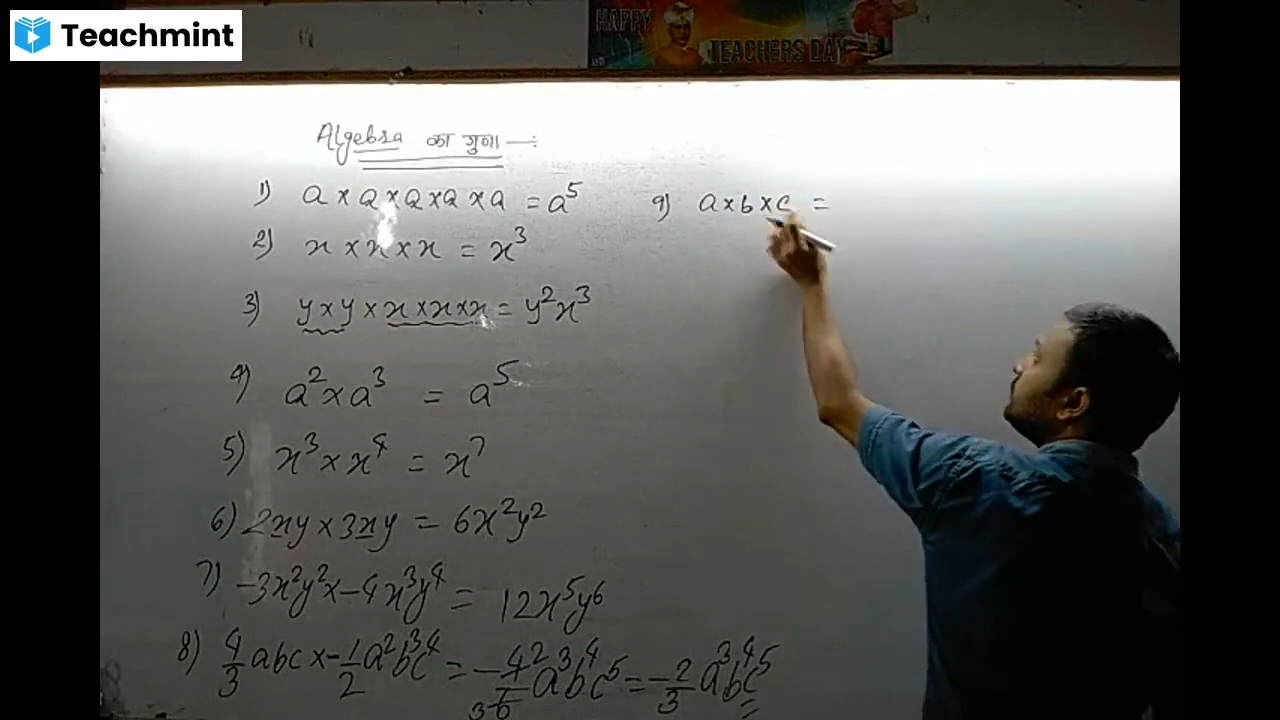 Teachmint
HAPPY
TEACHERS DAY
Algebra का गुना —:
1) a × a × a × a × a = a⁵
2) x × x × x = x³
3) y × y × x × x × x = y²x³
4) a² × a³ = a⁵
5) x³ × x⁴ = x⁷
6) 2xy × 3xy = 6x²y²
7) -3x²y² × -4x³y⁴ = 12x⁵y⁶
8) 4/3 abc × -1/2 a²b³c⁴ = -4²/6₃ a³b⁴c⁵ = -2/3 a³b⁴c⁵
9) a × b × c =